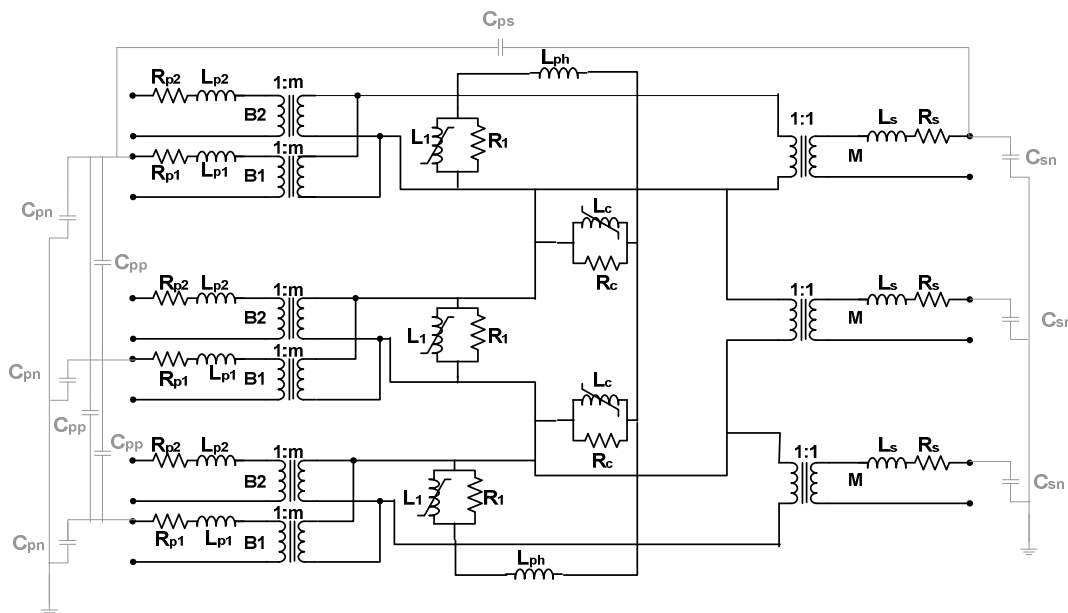 Cps
Lph
Rp2 Lp2 1:m
B2
L1 R1
1:1
Ls Rs
M
Csn
1:m
Rp1 Lp1 B1
Cpn
Cpp
Lc
Rc
Rp2 Lp2 1:m
B2
L1 R1
1:1
Ls Rs
M
Csn
1:m
Rp1 Lp1 B1
Cpn
Cpp
Cpp
Lc
Rc
Rp2 Lp2 1:m
B2
L1 R1
1:1
Ls Rs
M
Csn
1:m
Rp1 Lp1 B1
Cpn
Lph